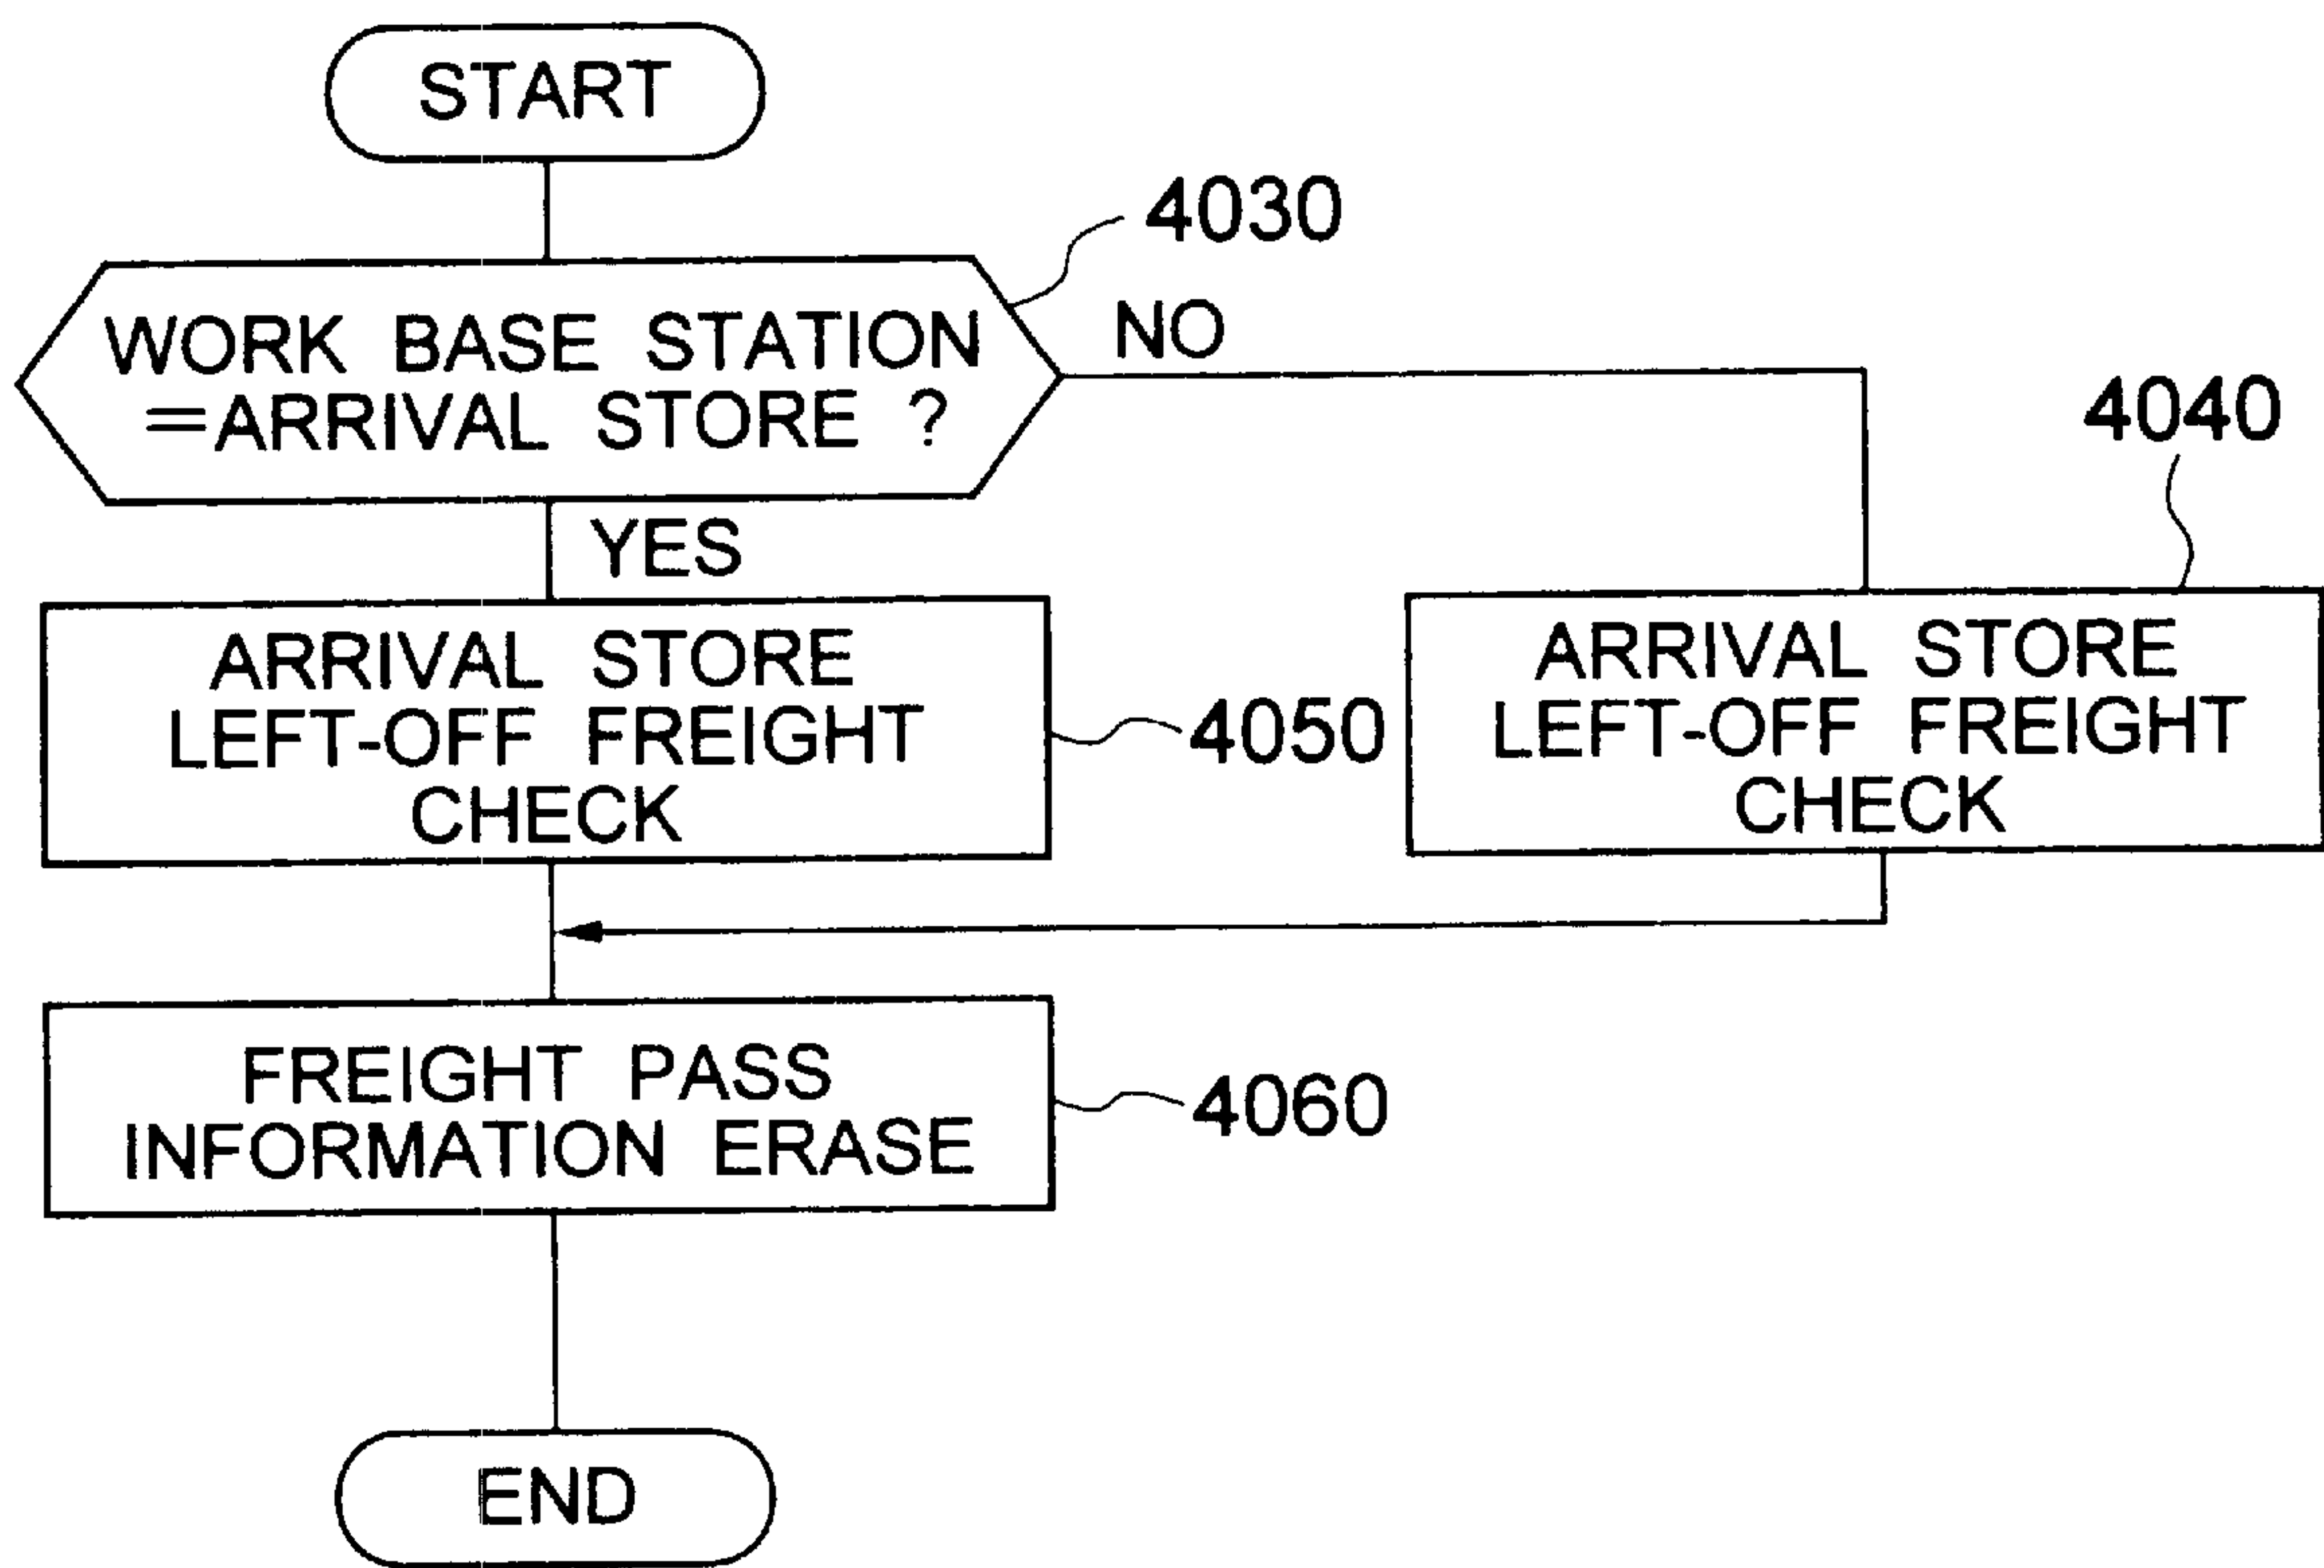 START
4030
WORK BASE STATION
=ARRIVAL STORE ?
NO
4040
YES
ARRIVAL STORE
LEFT-OFF FREIGHT
CHECK
4050
ARRIVAL STORE
LEFT-OFF FREIGHT
CHECK
FREIGHT PASS
INFORMATION ERASE
4060
END